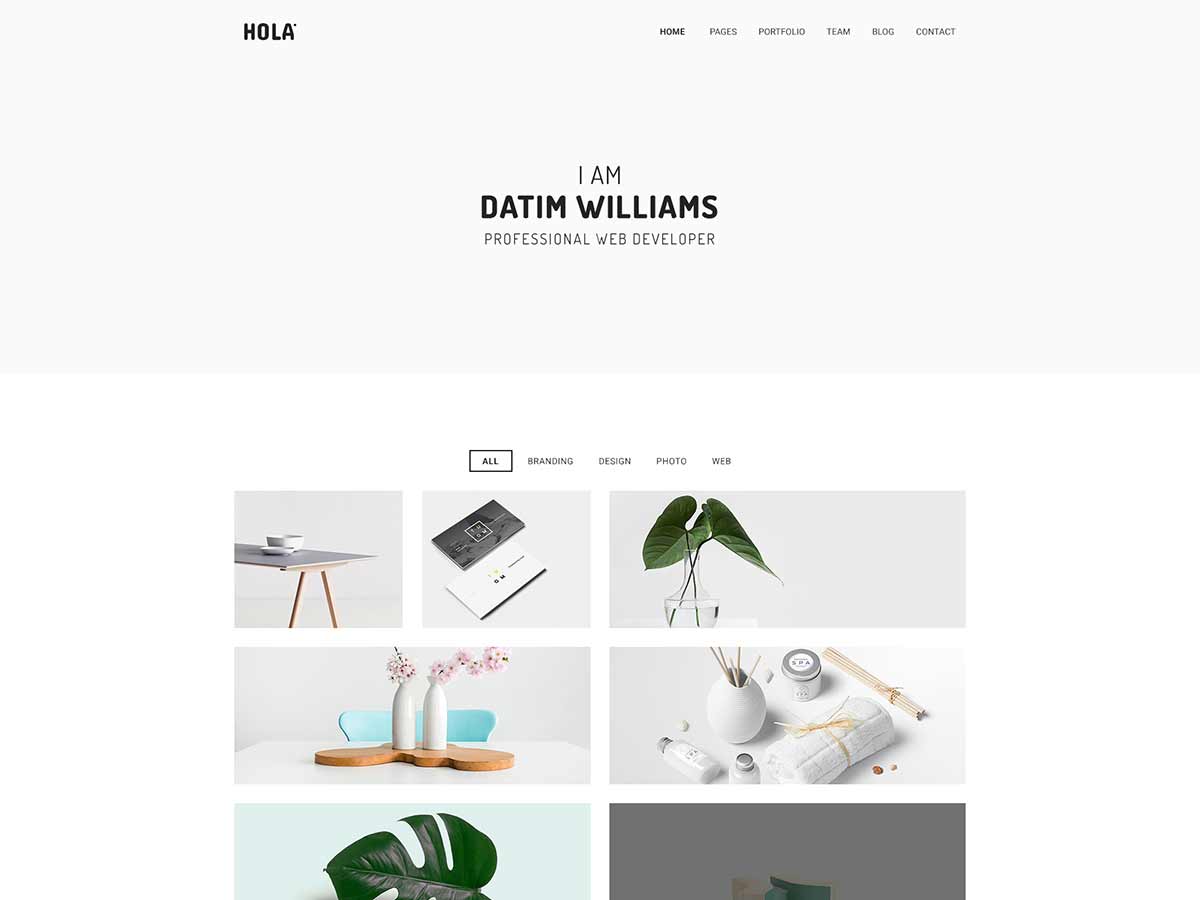 HOLA
HOME PAGES PORTFOLIO TEAM BLOG CONTACT
I AM
DATIM WILLIAMS
PROFESSIONAL WEB DEVELOPER
ALL BRANDING DESIGN PHOTO WEB
SPA